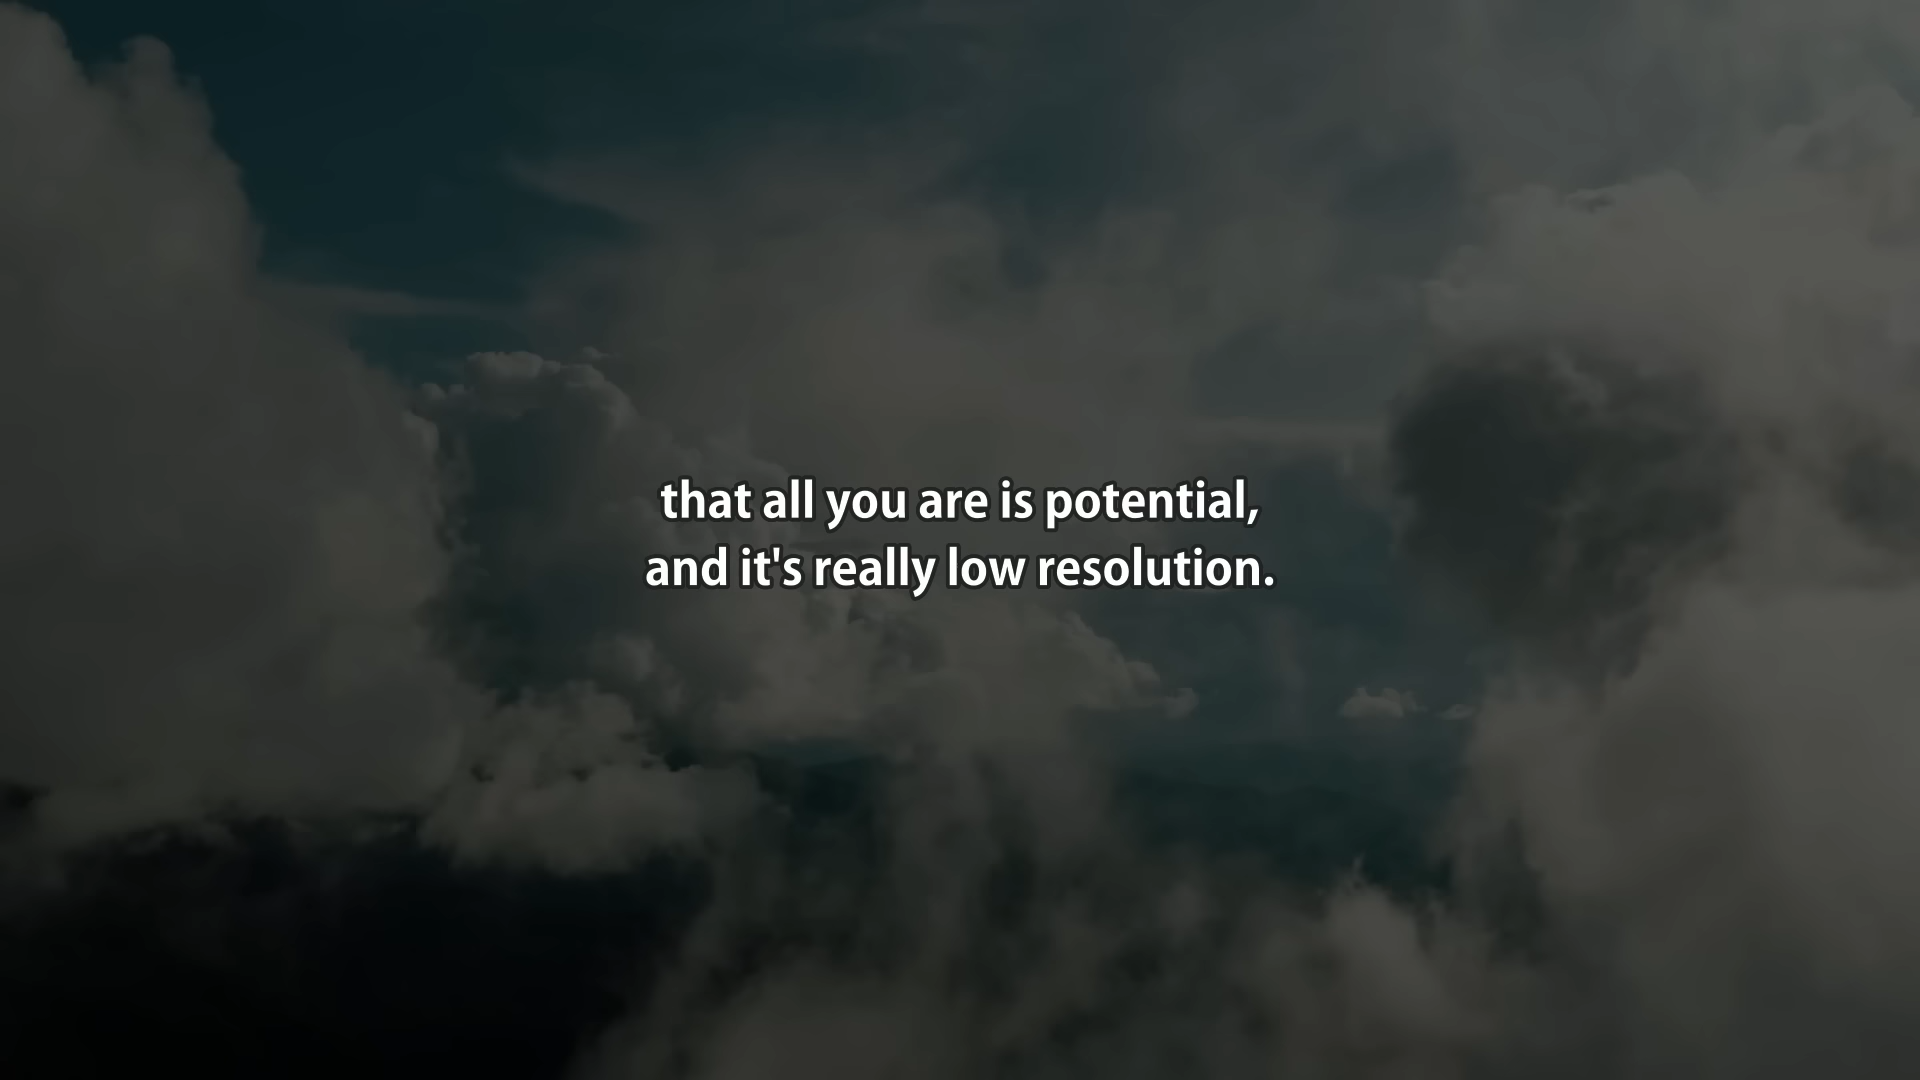 that all you are is potential,
and it's really low resolution.